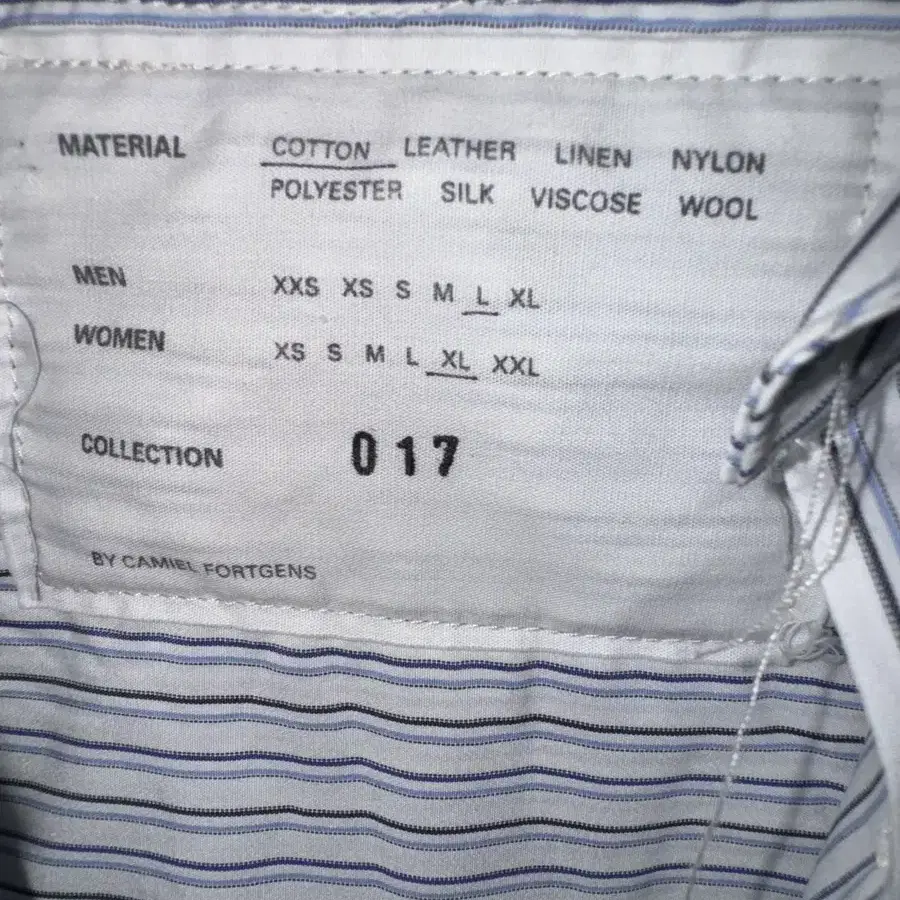 MATERIAL COTTON LEATHER LINEN NYLON
POLYESTER SILK VISCOSE WOOL
MEN XXS XS S M L XL
WOMEN XS S M L XL XXL
COLLECTION 017
BY CAMIEL FORTGENS